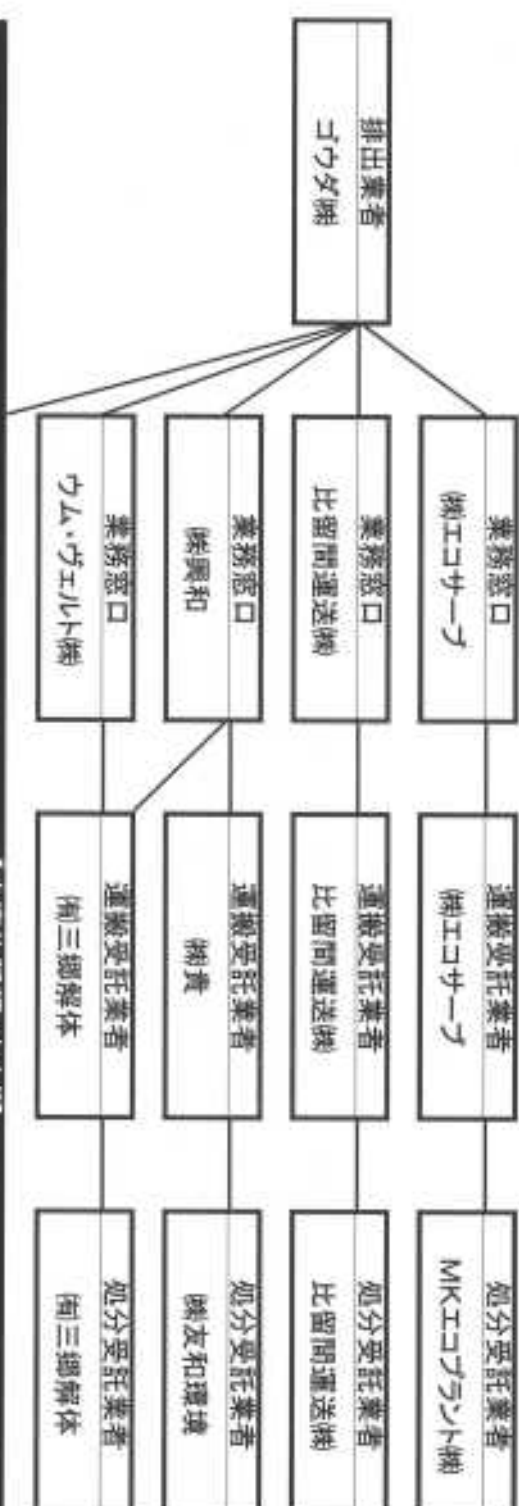 排出業者
ゴウダ㈱
業務窓口
㈱エコサーブ
運搬受託業者
㈱エコサーブ
処分受託業者
MKエコプラント㈱
業務窓口
比留間運送㈱
運搬受託業者
比留間運送㈱
処分受託業者
比留間運送㈱
業務窓口
㈱興和
運搬受託業者
㈱貴
処分受託業者
㈱友和環境
業務窓口
ウム・ヴェルト㈱
運搬受託業者
㈲三郷解体
処分受託業者
㈲三郷解体